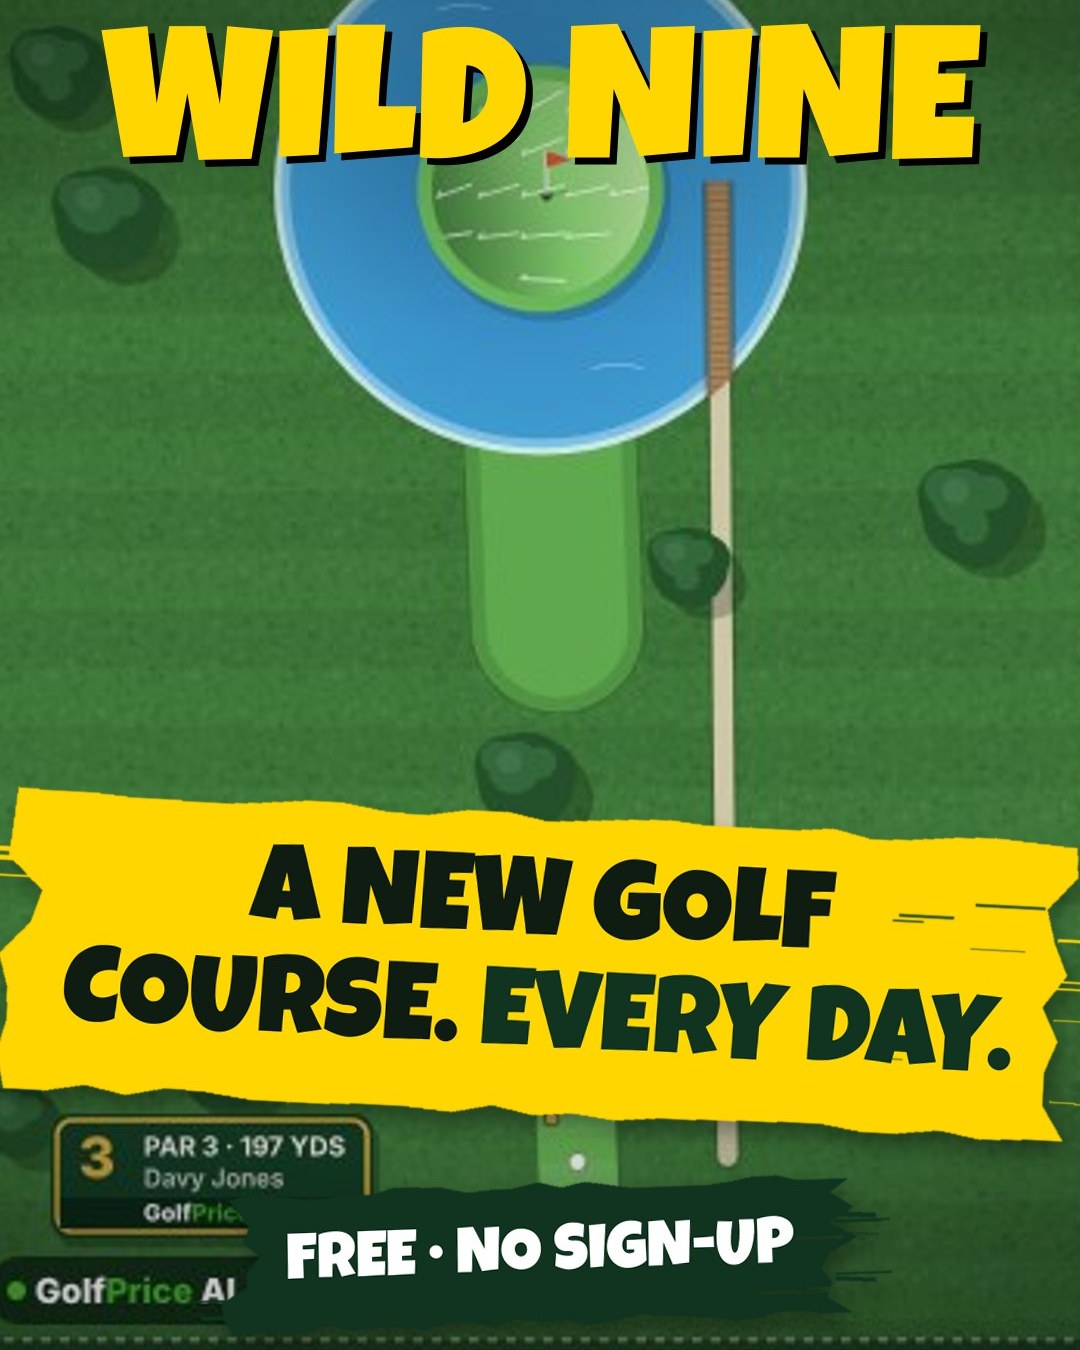 WILD NINE
A NEW GOLF
COURSE. EVERY DAY.
3
PAR 3 · 197 YDS
Davy Jones
GolfPric
FREE · NO SIGN-UP
GolfPrice AI